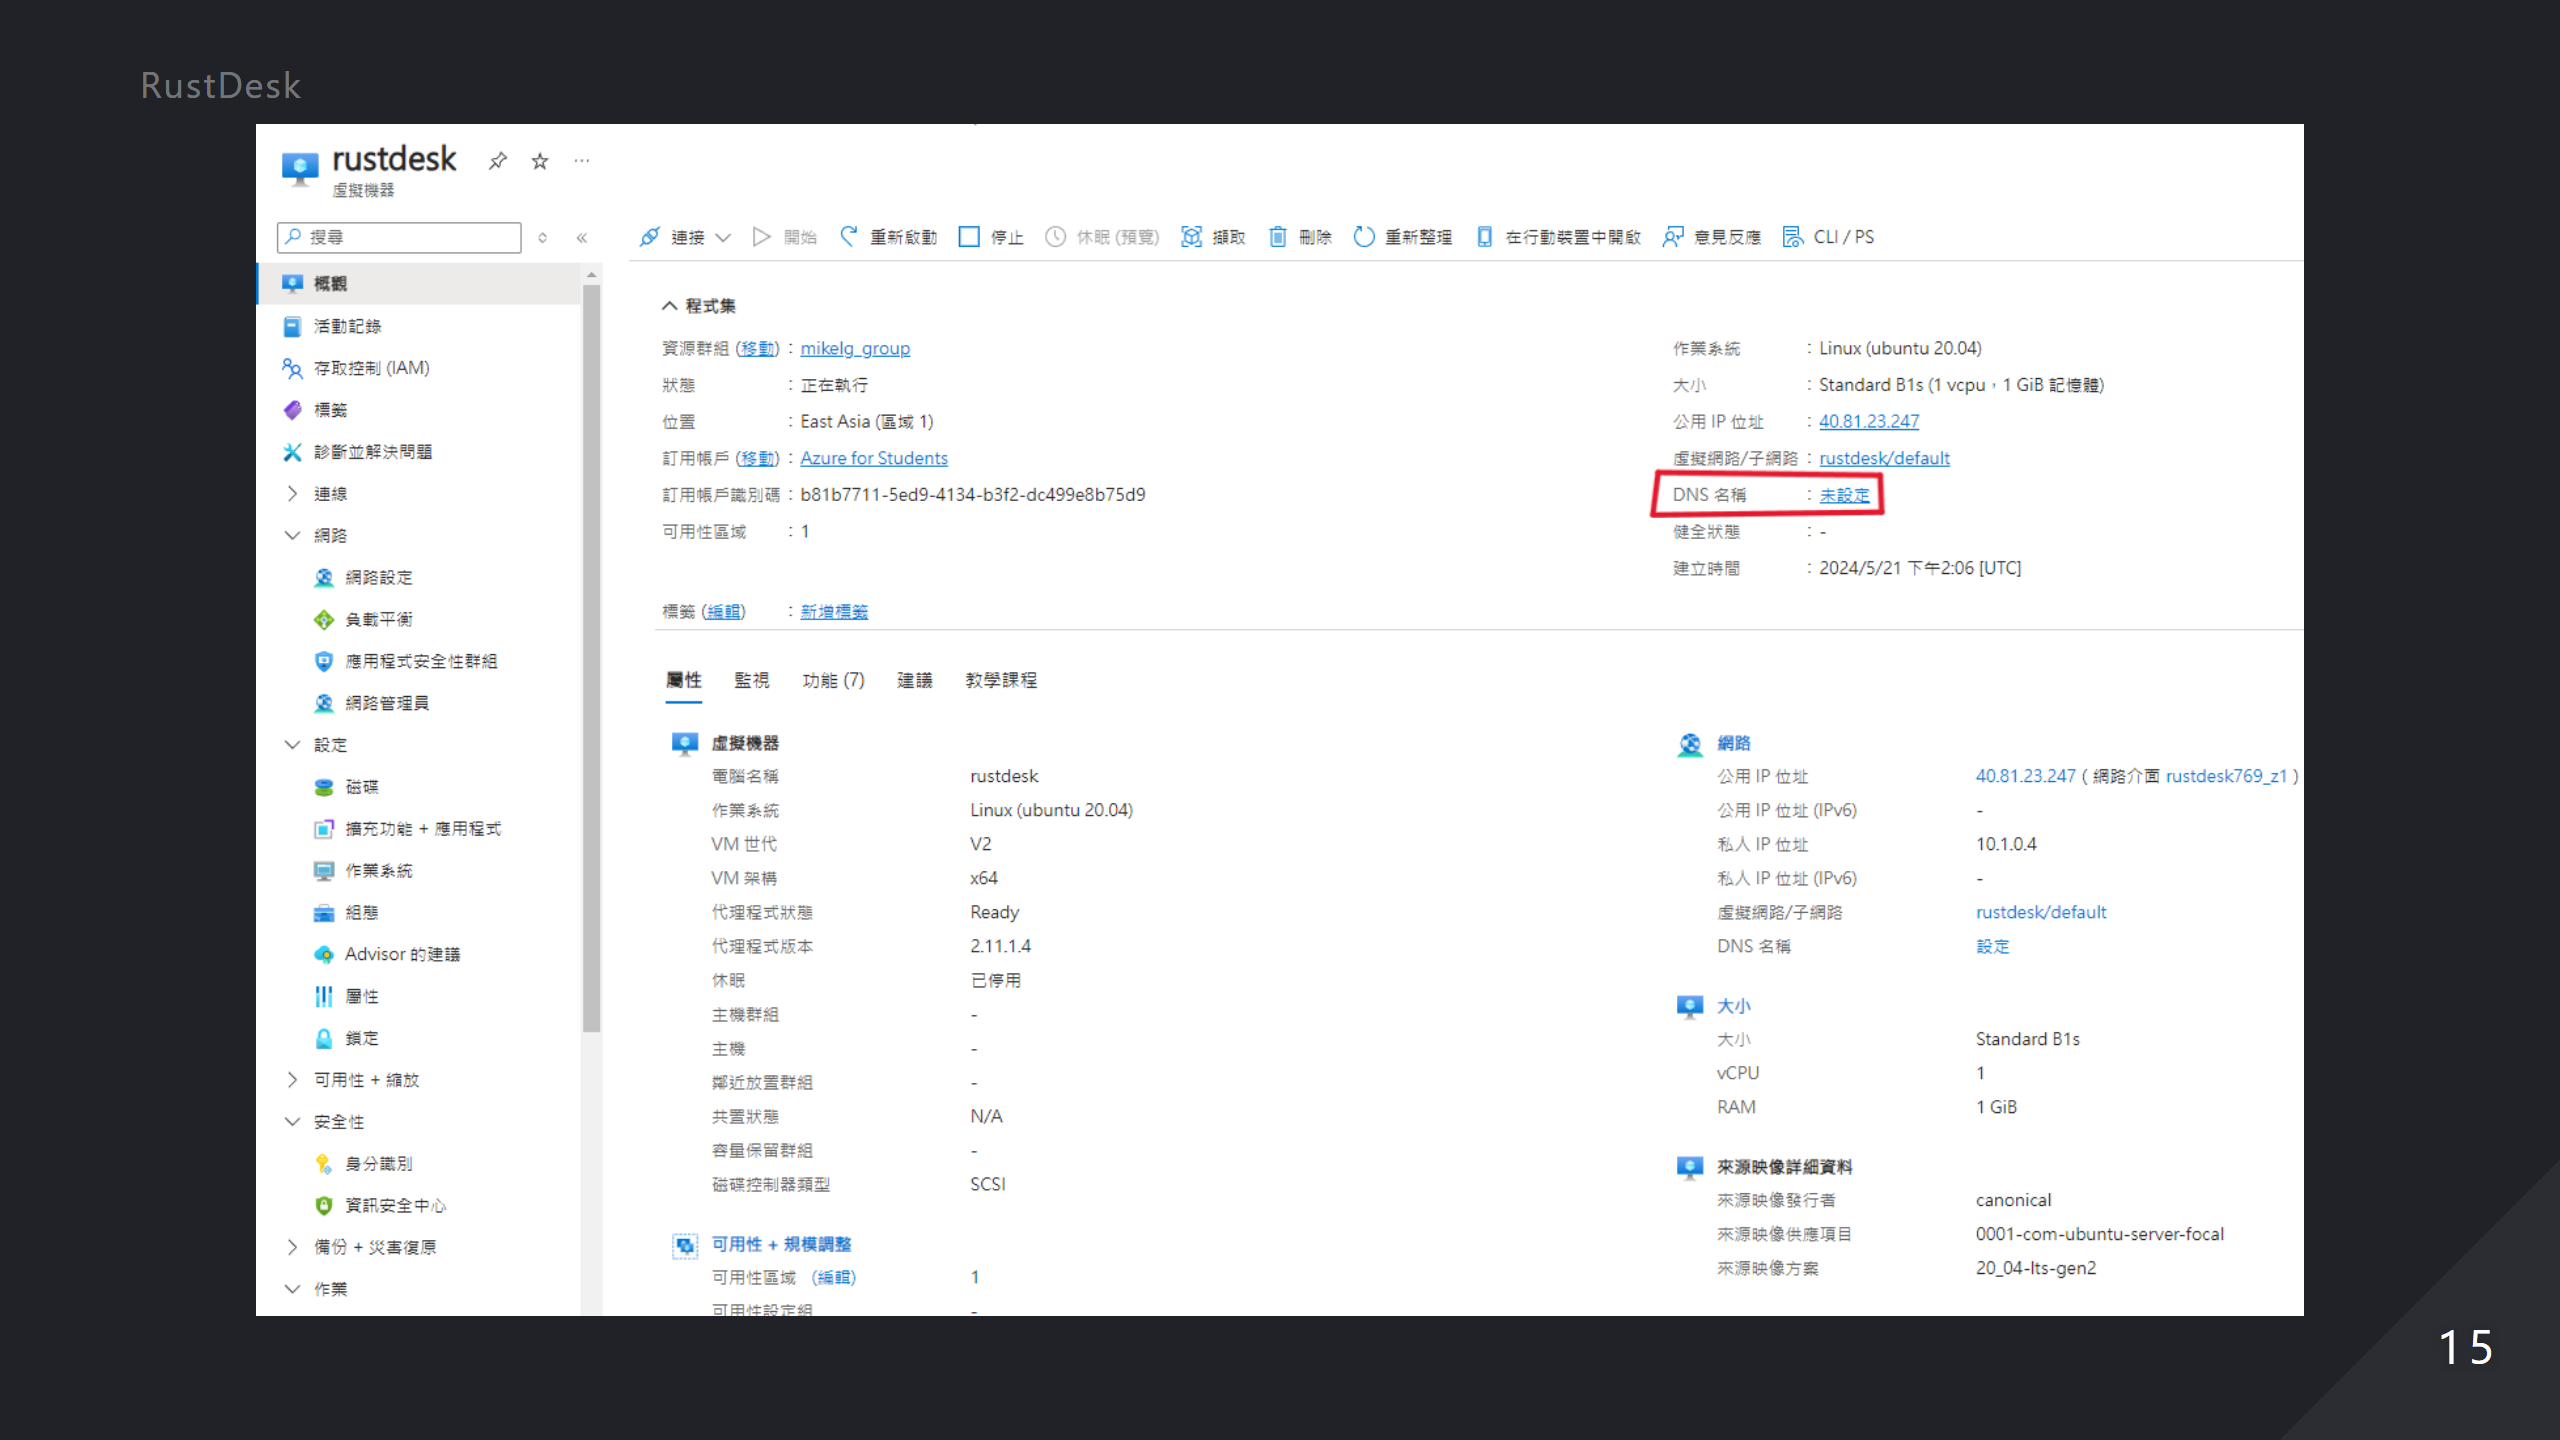 RustDesk
rustdesk
虛擬機器
搜尋
連接 開始 重新啟動 停止 休眠 (預覽) 擷取 刪除 重新整理 在行動裝置中開啟 意見反應 CLI / PS
概觀
活動記錄
存取控制 (IAM)
標籤
診斷並解決問題
連線
網路
網路設定
負載平衡
應用程式安全性群組
網路管理員
設定
磁碟
擴充功能 + 應用程式
作業系統
組態
Advisor 的建議
屬性
鎖定
可用性 + 縮放
安全性
身分識別
資訊安全中心
備份 + 災害復原
作業
程式集
資源群組 (移動) : mikelg_group
狀態 : 正在執行
位置 : East Asia (區域 1)
訂用帳戶 (移動) : Azure for Students
訂用帳戶識別碼 : b81b7711-5ed9-4134-b3f2-dc499e8b75d9
可用性區域 : 1
作業系統 : Linux (ubuntu 20.04)
大小 : Standard B1s (1 vcpu，1 GiB 記憶體)
公用 IP 位址 : 40.81.23.247
虛擬網路/子網路 : rustdesk/default
DNS 名稱 : 未設定
健全狀態 : -
建立時間 : 2024/5/21 下午2:06 [UTC]
標籤 (編輯) : 新增標籤
屬性 監視 功能 (7) 建議 教學課程
虛擬機器
電腦名稱 rustdesk
作業系統 Linux (ubuntu 20.04)
VM 世代 V2
VM 架構 x64
代理程式狀態 Ready
代理程式版本 2.11.1.4
休眠 已停用
主機群組 -
主機 -
鄰近放置群組 -
共置狀態 N/A
容量保留群組 -
磁碟控制器類型 SCSI
可用性 + 規模調整
可用性區域 (編輯) 1
可用性設定組 -
網路
公用 IP 位址 40.81.23.247 ( 網路介面 rustdesk769_z1 )
公用 IP 位址 (IPv6) -
私人 IP 位址 10.1.0.4
私人 IP 位址 (IPv6) -
虛擬網路/子網路 rustdesk/default
DNS 名稱 設定
大小
大小 Standard B1s
vCPU 1
RAM 1 GiB
來源映像詳細資料
來源映像發行者 canonical
來源映像供應項目 0001-com-ubuntu-server-focal
來源映像方案 20_04-lts-gen2
15